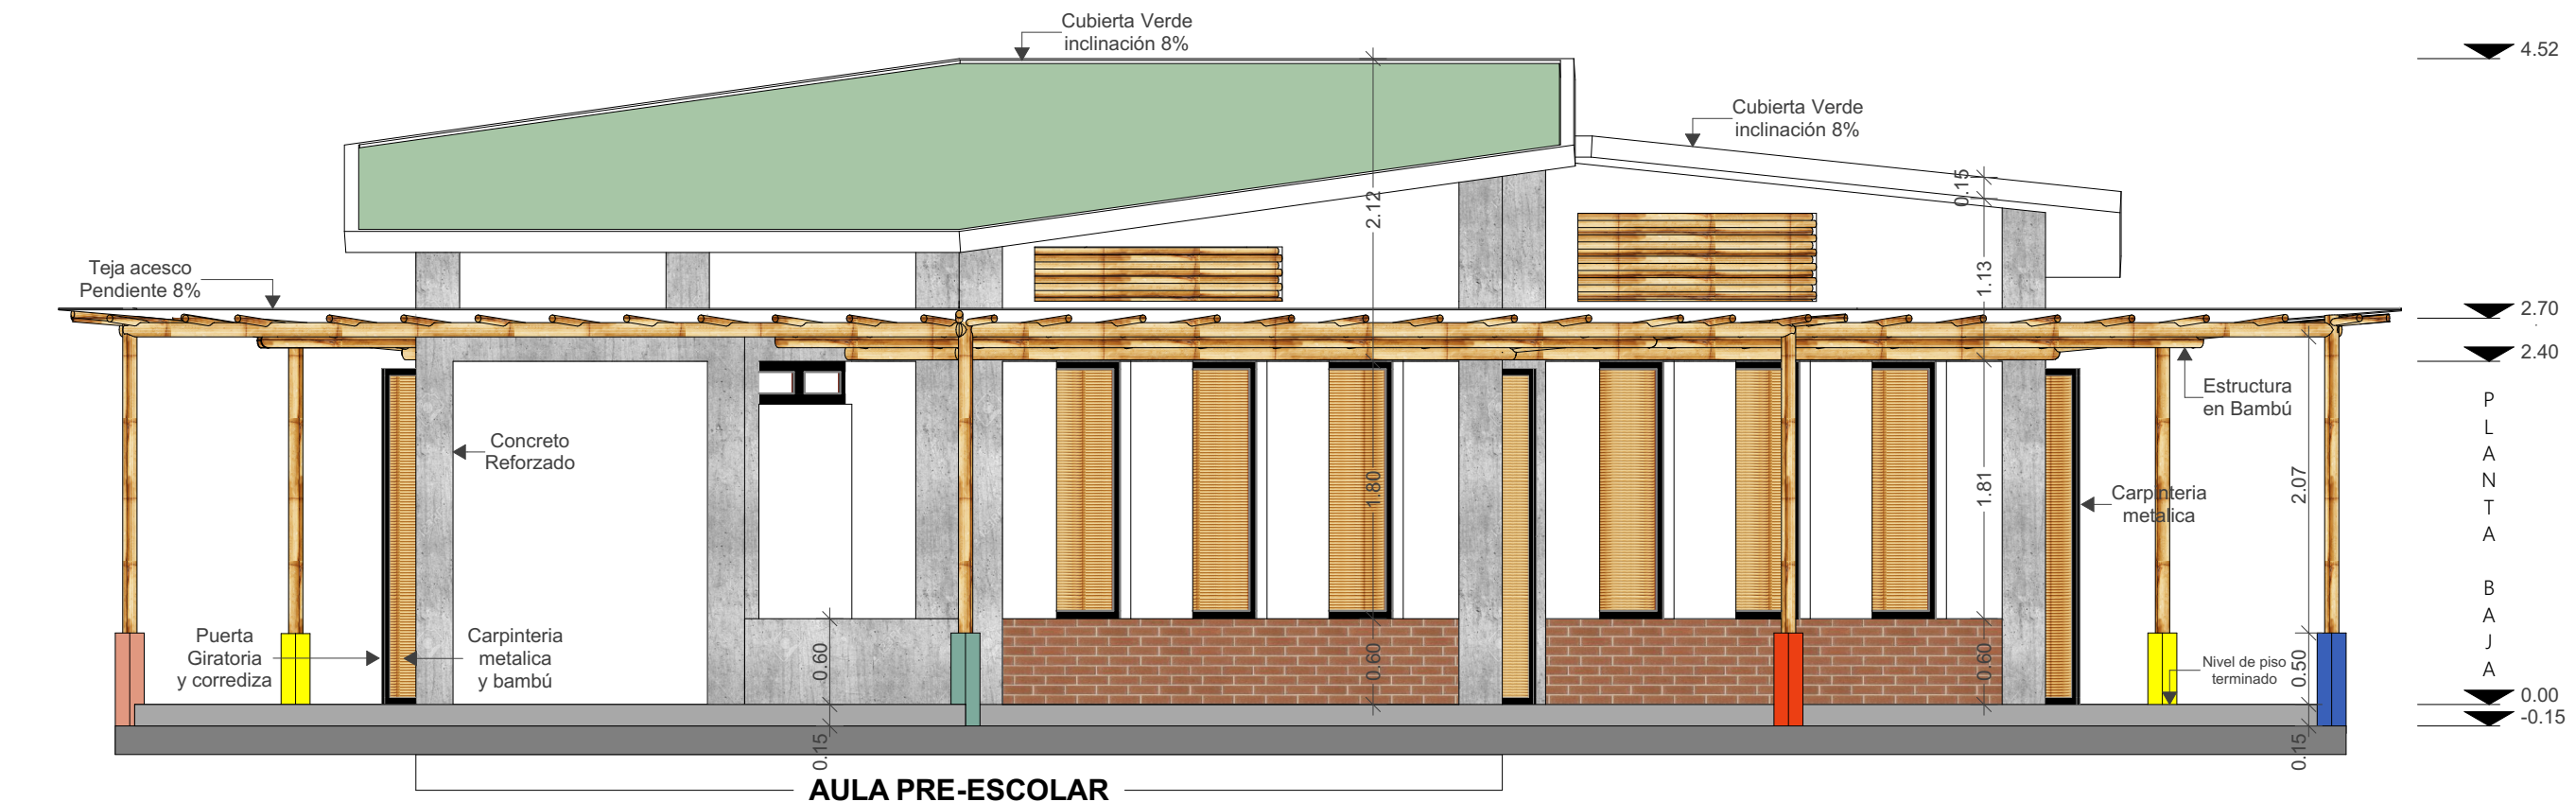 Cubierta Verde
inclinación 8%
4.52
Cubierta Verde
inclinación 8%
0.15
2.12
Teja acesco
Pendiente 8%
1.13
2.70
2.40
Estructura
en Bambú
Concreto
Reforzado
1.80
1.81
2.07
Carpinteria
metalica
PLANTA BAJA
Puerta
Giratoria
y corrediza
Carpinteria
metalica
y bambú
0.60
0.60
0.60
Nivel de piso
terminado
0.50
0.00
-0.15
0.15
0.15
AULA PRE-ESCOLAR